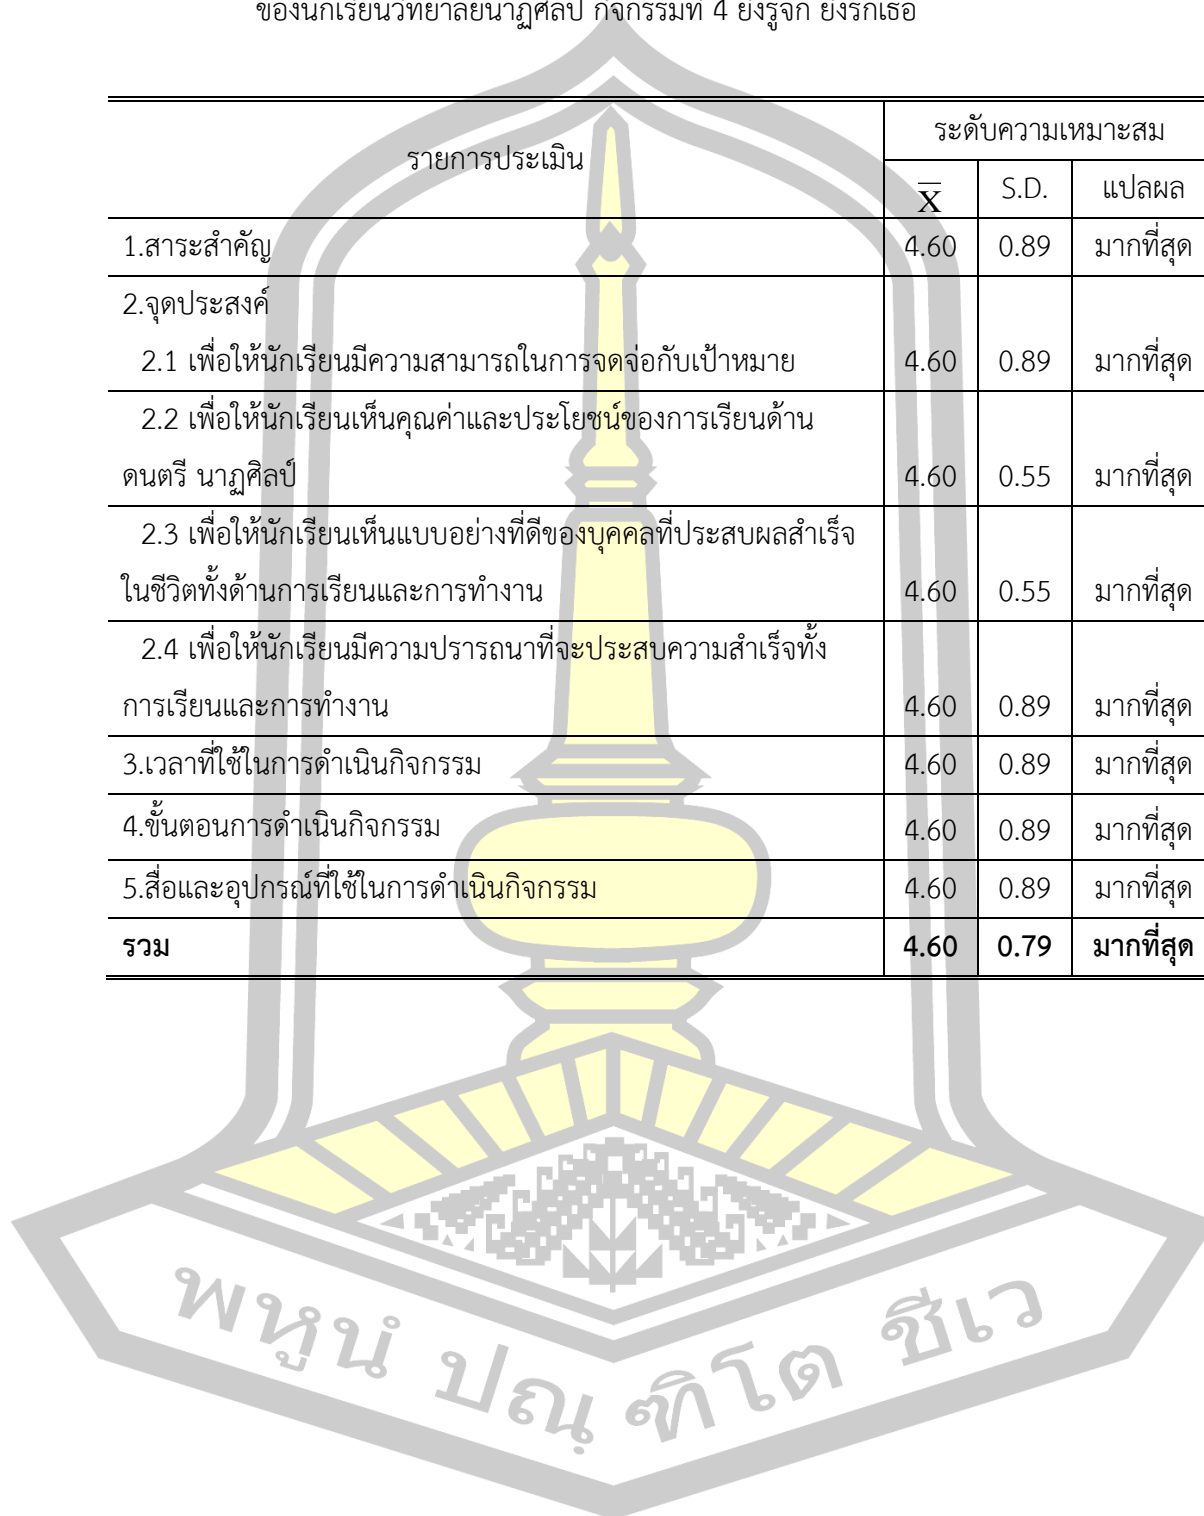 ของนักเรียนวิทยาลัยนาฏศิลป กิจกรรมที่ 4 ยิ่งรู้จัก ยิ่งรักเธอ
รายการประเมิน ระดับความเหมาะสม
X̄ S.D. แปลผล
1.สาระสำคัญ 4.60 0.89 มากที่สุด
2.จุดประสงค์
2.1 เพื่อให้นักเรียนมีความสามารถในการจดจ่อกับเป้าหมาย 4.60 0.89 มากที่สุด
2.2 เพื่อให้นักเรียนเห็นคุณค่าและประโยชน์ของการเรียนด้าน
ดนตรี นาฏศิลป์ 4.60 0.55 มากที่สุด
2.3 เพื่อให้นักเรียนเห็นแบบอย่างที่ดีของบุคคลที่ประสบผลสำเร็จ
ในชีวิตทั้งด้านการเรียนและการทำงาน 4.60 0.55 มากที่สุด
2.4 เพื่อให้นักเรียนมีความปรารถนาที่จะประสบความสำเร็จทั้ง
การเรียนและการทำงาน 4.60 0.89 มากที่สุด
3.เวลาที่ใช้ในการดำเนินกิจกรรม 4.60 0.89 มากที่สุด
4.ขั้นตอนการดำเนินกิจกรรม 4.60 0.89 มากที่สุด
5.สื่อและอุปกรณ์ที่ใช้ในการดำเนินกิจกรรม 4.60 0.89 มากที่สุด
รวม 4.60 0.79 มากที่สุด
พหูนํ ปณฺฑิโต ชีเว